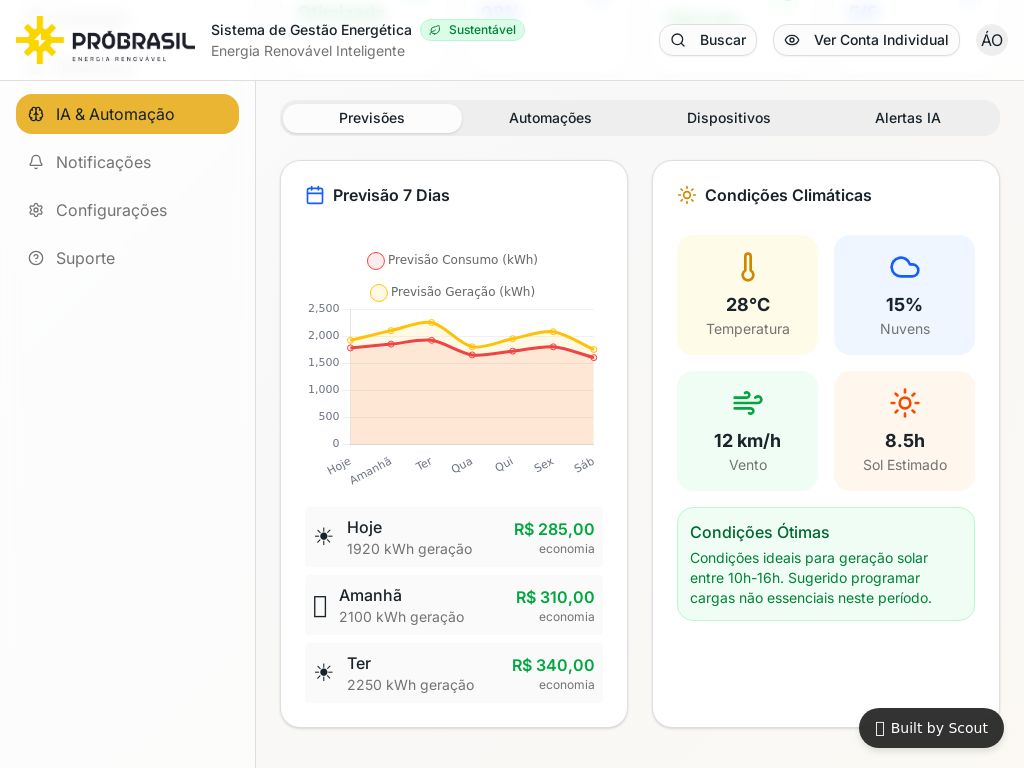 PRÓBRASIL
ENERGIA RENOVÁVEL
Sistema de Gestão Energética
Sustentável
Energia Renovável Inteligente
Buscar
Ver Conta Individual
ÁO
IA & Automação
Notificações
Configurações
Suporte
Previsões
Automações
Dispositivos
Alertas IA
Previsão 7 Dias
Previsão Consumo (kWh)
Previsão Geração (kWh)
2,500
2,000
1,500
1,000
500
0
Hoje
Amanhã
Ter
Qua
Qui
Sex
Sáb
Hoje
1920 kWh geração
R$ 285,00
economia
Amanhã
2100 kWh geração
R$ 310,00
economia
Ter
2250 kWh geração
R$ 340,00
economia
Condições Climáticas
28°C
Temperatura
15%
Nuvens
12 km/h
Vento
8.5h
Sol Estimado
Condições Ótimas
Condições ideais para geração solar
entre 10h-16h. Sugerido programar
cargas não essenciais neste período.
Built by Scout